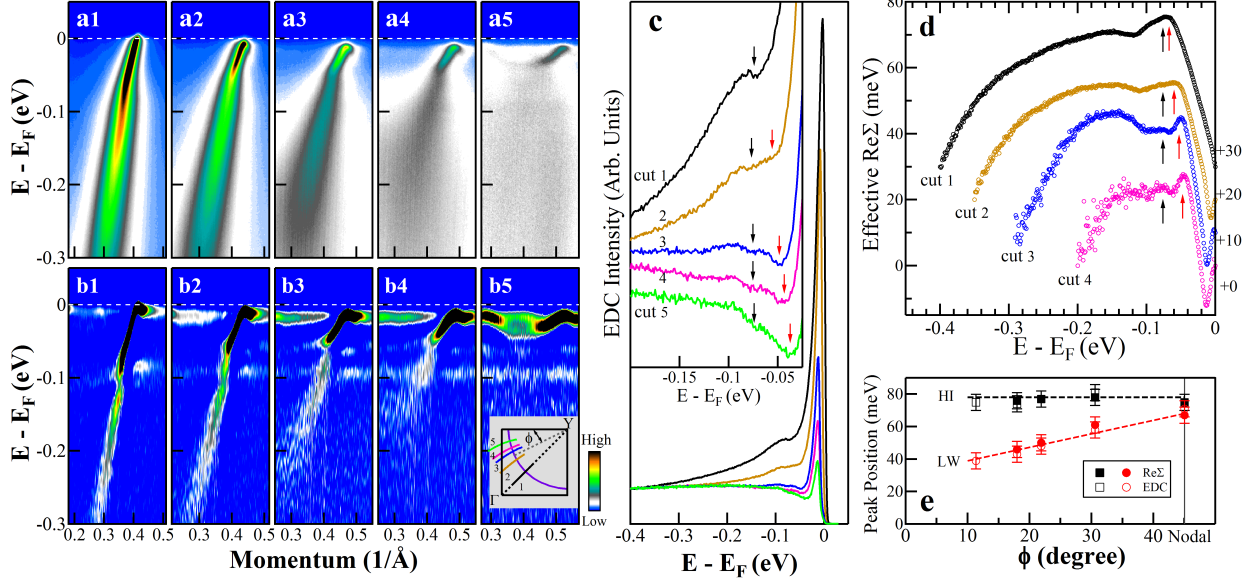 a1
a2
a3
a4
a5
0
-0.1
-0.2
-0.3
E - E_F (eV)
b1
b2
b3
b4
b5
0
-0.1
-0.2
-0.3
E - E_F (eV)
0.2 0.3 0.4 0.5
0.3 0.4 0.5
0.3 0.4 0.5
0.3 0.4 0.5
0.3 0.4 0.5
Momentum (1/Å)
Y
ϕ
5
4
3
2
1
Γ
High
Low
c
cut 1
2
3
4
cut 5
-0.15 -0.1 -0.05
E - E_F (eV)
EDC Intensity (Arb. Units)
-0.4 -0.3 -0.2 -0.1 0
E - E_F (eV)
d
80
60
40
20
0
Effective ReΣ (meV)
cut 1
cut 2
cut 3
cut 4
+30
+20
+10
+0
-0.4 -0.3 -0.2 -0.1 0
E - E_F (eV)
80
60
40
20
0
Peak Position (meV)
HI
LW
ReΣ
EDC
e
0 10 20 30 40 Nodal
ϕ (degree)